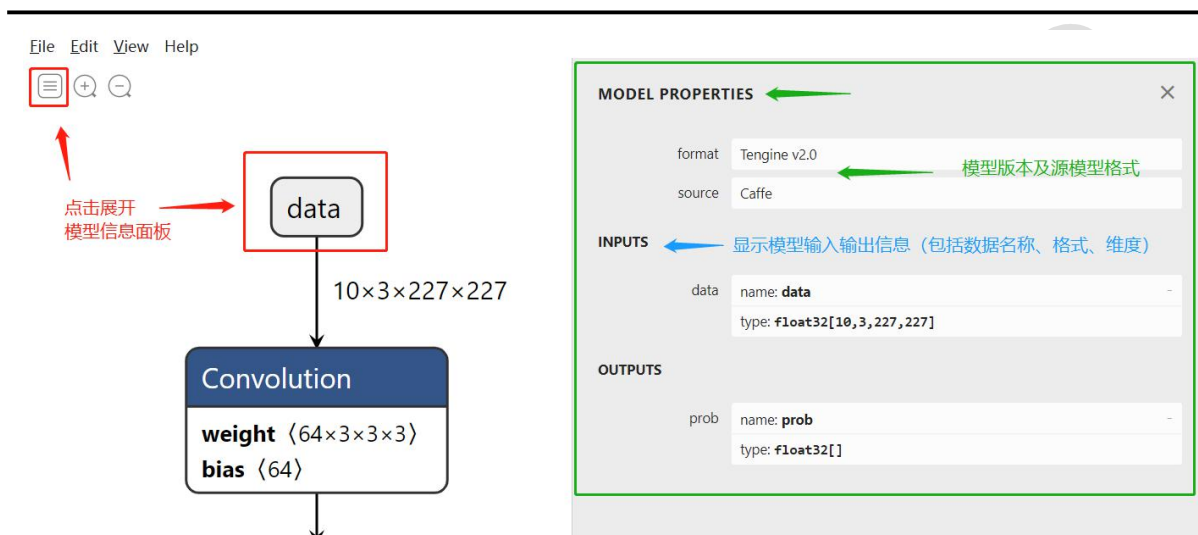 File Edit View Help
点击展开
模型信息面板
data
10×3×227×227
Convolution
weight〈64×3×3×3〉
bias〈64〉
MODEL PROPERTIES
format Tengine v2.0
模型版本及源模型格式
source Caffe
INPUTS
显示模型输入输出信息（包括数据名称、格式、维度）
data name: data
type: float32[10,3,227,227]
OUTPUTS
prob name: prob
type: float32[]